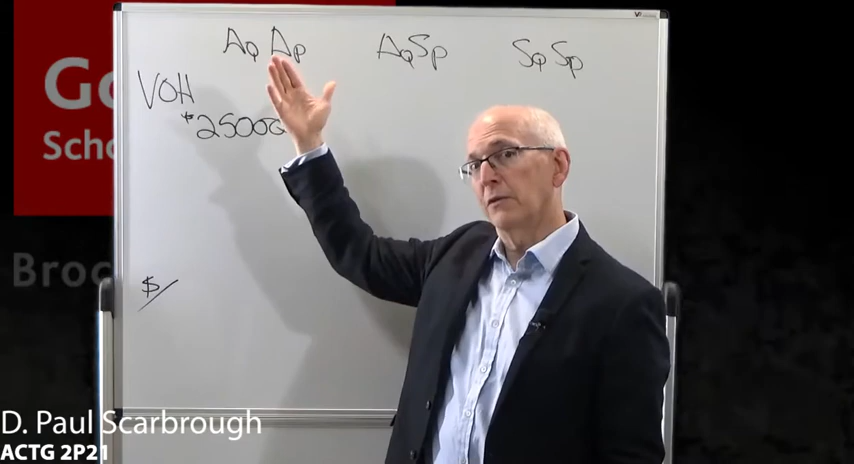 AQ AP AQ SP SQ SP
VOH
$25000
$/
Go
Scho
Broc
D. Paul Scarbrough
ACTG 2P21